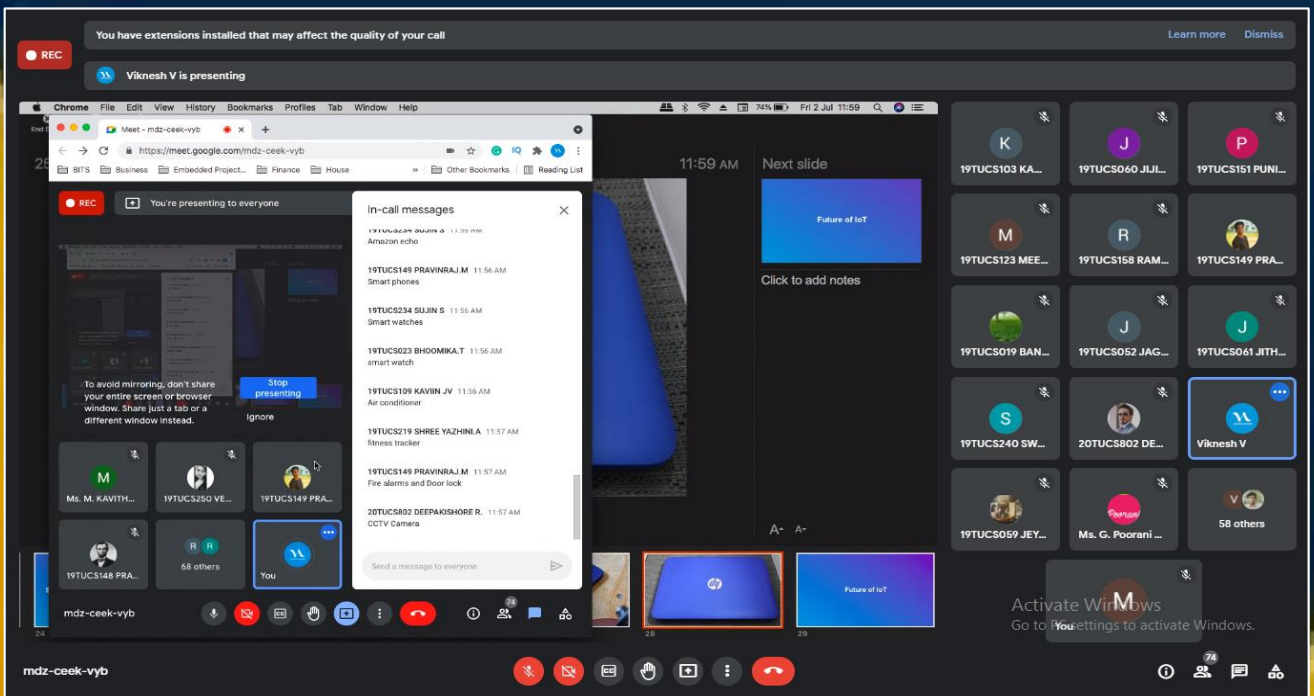 You have extensions installed that may affect the quality of your call
Learn more Dismiss
REC
Viknesh V is presenting
Chrome File Edit View History Bookmarks Profiles Tab Window Help
74% Fri 2 Jul 11:59
Meet - mdz-ceek-vyb
https://meet.google.com/mdz-ceek-vyb
BITS Business Embedded Project... Finance House » Other Bookmarks Reading List
11:59 AM
Next slide
Future of IoT
Click to add notes
REC
You're presenting to everyone
In-call messages
19TUCS234 SUJIN S 11:56 AM
Amazon echo
19TUCS149 PRAVINRAJ.M 11:56 AM
Smart phones
19TUCS234 SUJIN S 11:56 AM
Smart watches
19TUCS023 BHOOMIKA.T 11:56 AM
smart watch
19TUCS109 KAVIIN JV 11:56 AM
Air conditioner
19TUCS219 SHREE YAZHINI.A 11:57 AM
fitness tracker
19TUCS149 PRAVINRAJ.M 11:57 AM
Fire alarms and Door lock
20TUCS802 DEEPAKISHORE R. 11:57 AM
CCTV Camera
Send a message to everyone
To avoid mirroring, don't share
your entire screen or browser
window. Share just a tab or a
different window instead.
Stop
presenting
Ignore
M
Ms. M. KAVITH...
19TUCS250 VE...
19TUCS149 PRA...
19TUCS148 PRA...
R R
68 others
You
mdz-ceek-vyb
74
A- A-
24
hp
28
Future of IoT
29
K
19TUCS103 KA...
J
19TUCS060 JIJI...
P
19TUCS151 PUNI...
M
19TUCS123 MEE...
R
19TUCS158 RAM...
19TUCS149 PRA...
19TUCS019 BAN...
J
19TUCS052 JAG...
J
19TUCS061 JITH...
S
19TUCS240 SW...
20TUCS802 DE...
Viknesh V
19TUCS059 JEY...
Poorani
Ms. G. Poorani ...
V
58 others
M
You
Activate Windows
Go to PC settings to activate Windows.
mdz-ceek-vyb
74